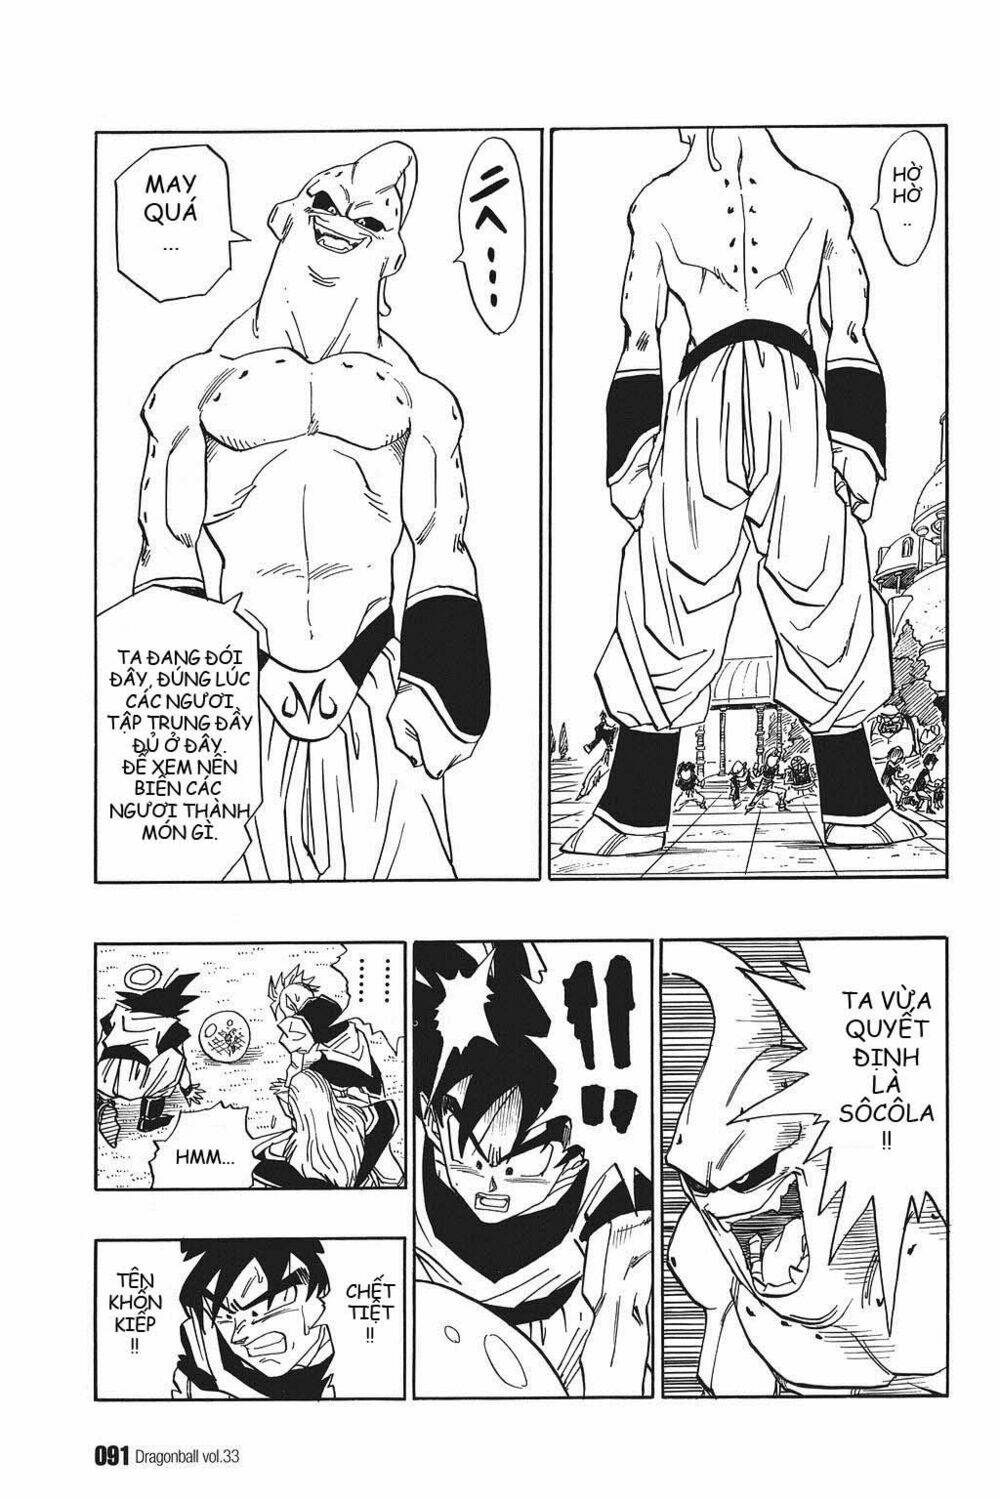 HỜ
HỜ
..
ニヘ・・・
MAY
QUÁ
...
TA ĐANG ĐÓI
ĐÂY, ĐÚNG LÚC
CÁC NGƯƠI
TẬP TRUNG ĐẦY
ĐỦ Ở ĐÂY.
ĐỂ XEM NÊN
BIẾN CÁC
NGƯƠI THÀNH
MÓN GÌ.
TA VỪA
QUYẾT
ĐỊNH
LÀ
SÔCÔLA
!!
!!
......
HMM...
CHẾT
TIỆT
!!
TÊN
KHỐN
KIẾP
!!
091 Dragonball vol.33